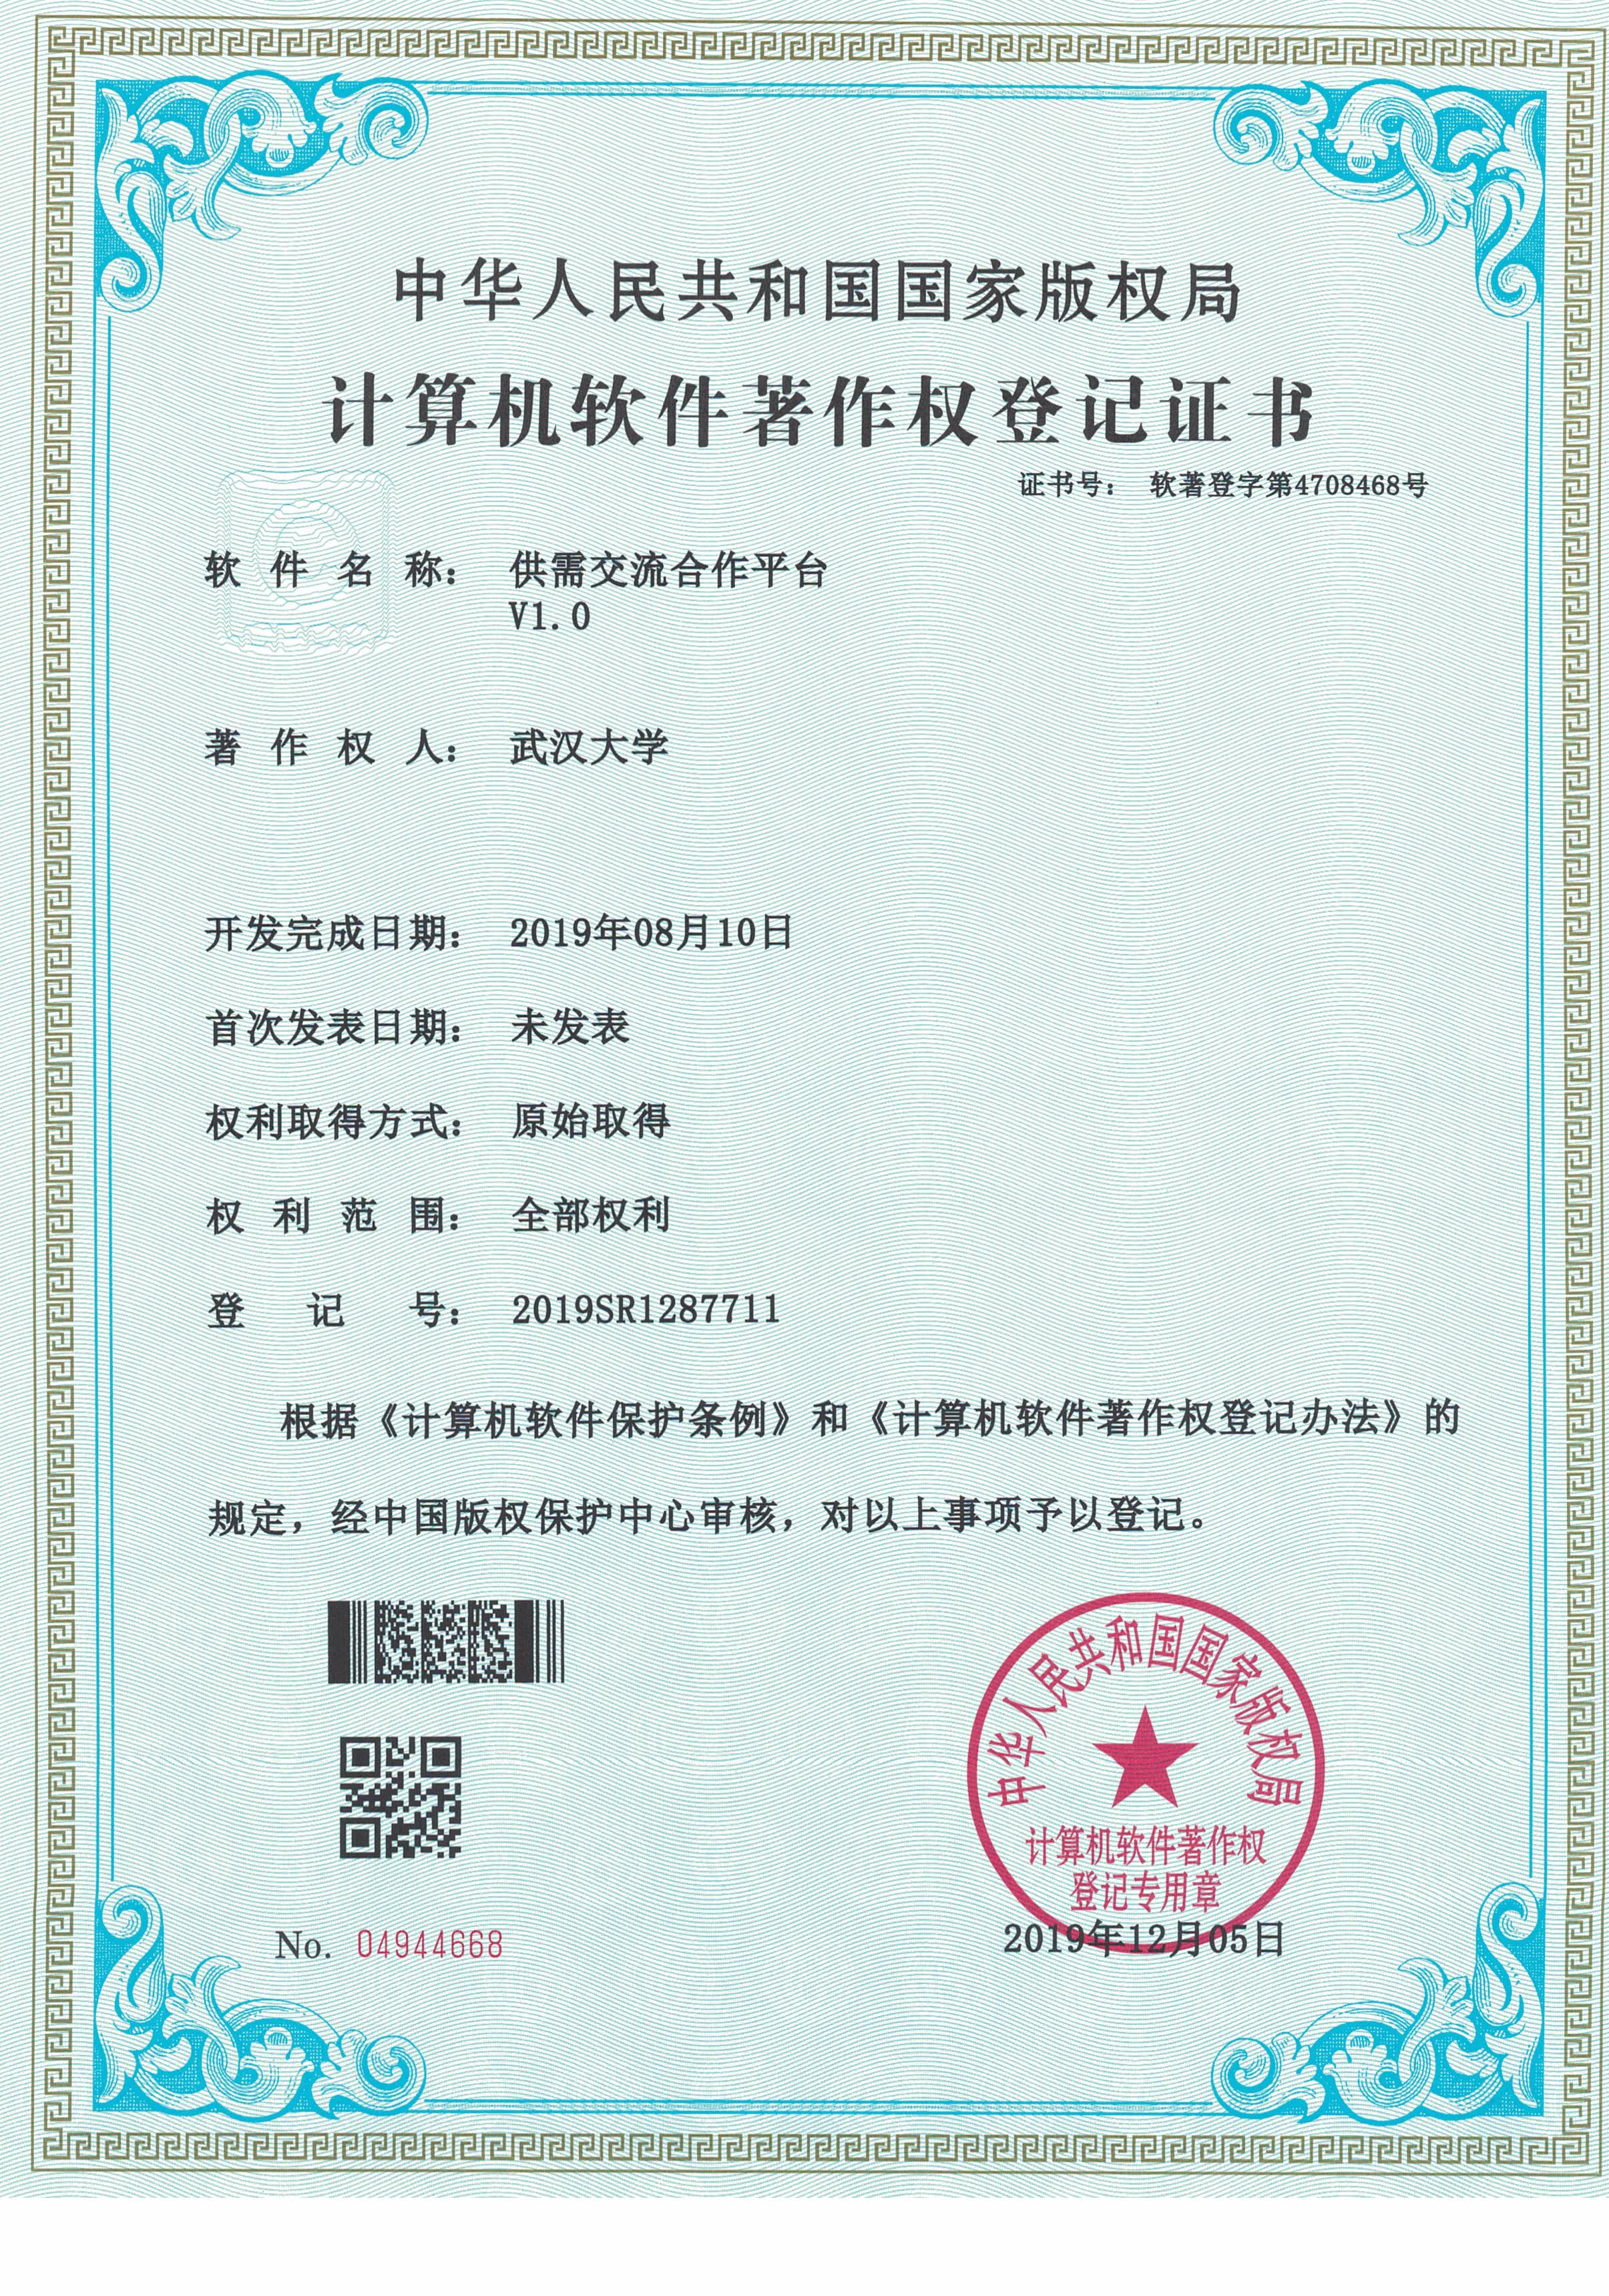 中华人民共和国国家版权局
计算机软件著作权登记证书
证书号： 软著登字第4708468号
软件名称： 供需交流合作平台
V1.0
著作权人： 武汉大学
开发完成日期： 2019年08月10日
首次发表日期： 未发表
权利取得方式： 原始取得
权利范围： 全部权利
登记号： 2019SR1287711
根据《计算机软件保护条例》和《计算机软件著作权登记办法》的
规定，经中国版权保护中心审核，对以上事项予以登记。
中华人民共和国国家版权局
计算机软件著作权
登记专用章
No. 04944668
2019年12月05日